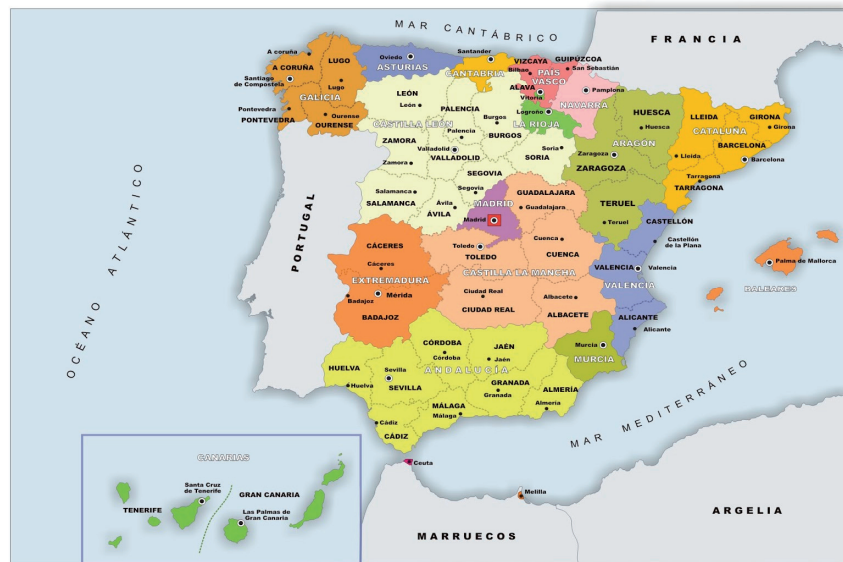 MAR CANTÁBRICO
FRANCIA
A coruña
A CORUÑA
LUGO
Oviedo
ASTURIAS
Santander
CANTABRIA
VIZCAYA
GUIPÚZCOA
Bilbao
San Sebastián
PAIS
VASCO
Santiago
de Compostela
Lugo
GALICIA
LEÓN
León
PALENCIA
ALAVA
Vitoria
Pamplona
NAVARRA
Pontevedra
PONTEVEDRA
Ourense
OURENSE
CASTILLA LEÓN
Burgos
BURGOS
Logroño
LA RIOJA
HUESCA
Huesca
LLEIDA
GIRONA
Girona
CATALUÑA
ZAMORA
Zamora
Palencia
Valladolid
VALLADOLID
Soria
SORIA
ARAGÓN
Zaragoza
ZARAGOZA
Lleida
BARCELONA
Barcelona
Tarragona
TARRAGONA
SEGOVIA
Segovia
Salamanca
SALAMANCA
Ávila
ÁVILA
MADRID
Madrid
GUADALAJARA
Guadalajara
TERUEL
Teruel
CASTELLÓN
Castellón
de la Plana
OCÉANO ATLÁNTICO
PORTUGAL
CÁCERES
Cáceres
EXTREMADURA
Badajoz
Mérida
BADAJOZ
Toledo
TOLEDO
Cuenca
CUENCA
CASTILLA LA MANCHA
Ciudad Real
CIUDAD REAL
Albacete
ALBACETE
VALENCIA
Valencia
VALENCIA
Palma de Mallorca
BALEARES
ALICANTE
Alicante
Murcia
MURCIA
CÓRDOBA
Córdoba
JAÉN
Jaén
ANDALUCÍA
HUELVA
Huelva
Sevilla
SEVILLA
GRANADA
Granada
ALMERÍA
Almería
MÁLAGA
Málaga
Cádiz
CÁDIZ
MAR MEDITERRÁNEO
Ceuta
Melilla
MARRUECOS
ARGELIA
CANARIAS
Santa Cruz
de Tenerife
TENERIFE
GRAN CANARIA
Las Palmas de
Gran Canaria